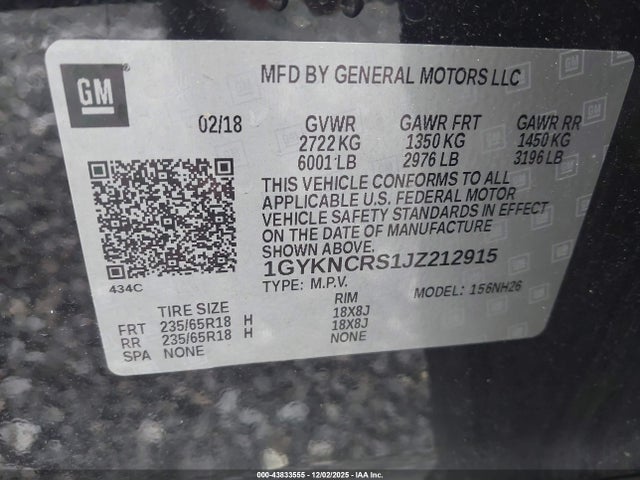 GM
MFD BY GENERAL MOTORS LLC
02/18 GVWR GAWR FRT GAWR RR
2722 KG 1350 KG 1450 KG
6001 LB 2976 LB 3196 LB
THIS VEHICLE CONFORMS TO ALL
APPLICABLE U.S. FEDERAL MOTOR
VEHICLE SAFETY STANDARDS IN EFFECT
ON THE DATE OF MANUFACTURE
SHOWN ABOVE.
1GYKNCRS1JZ212915
434C TYPE: M.P.V. MODEL: 156NH26
TIRE SIZE RIM
FRT 235/65R18 H 18X8J
RR 235/65R18 H 18X8J
SPA NONE NONE
000-43833555 • 12/02/2025 • IAA Inc.